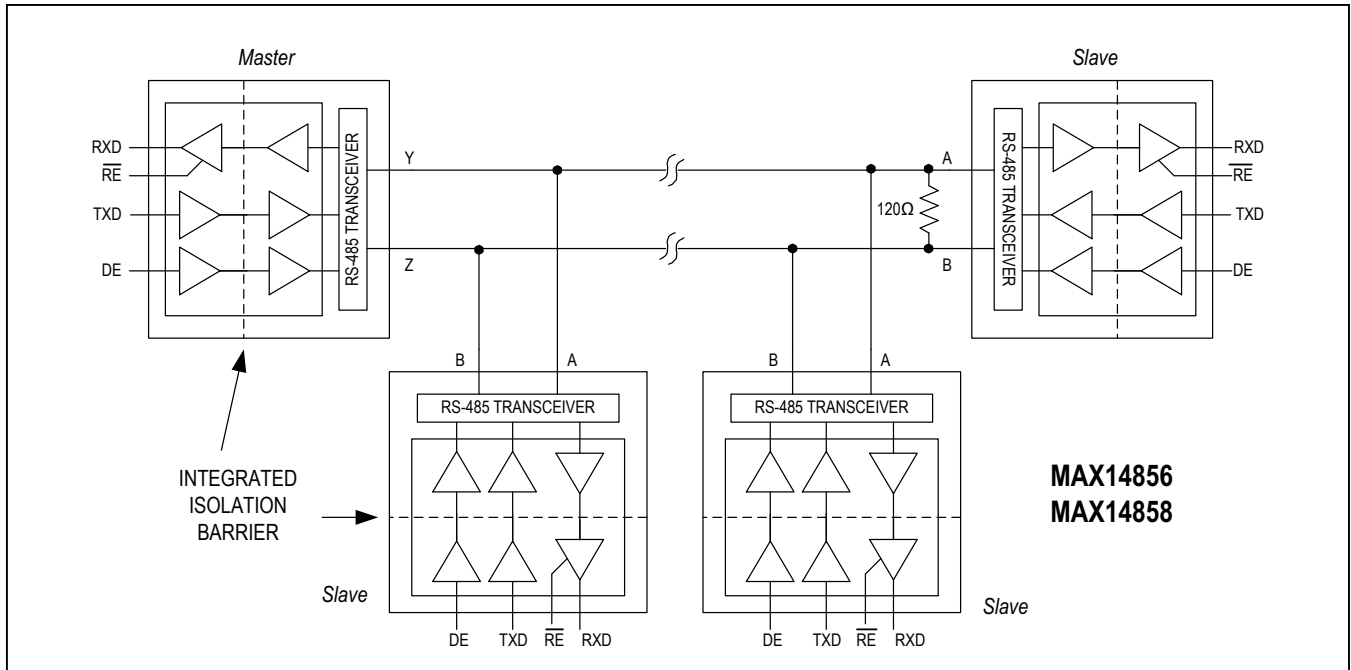 Master
Slave
RXD
RE
TXD
DE
RS-485 TRANSCEIVER
Y
Z
A
120Ω
B
RS-485 TRANSCEIVER
RXD
RE
TXD
DE
B A
RS-485 TRANSCEIVER
B A
RS-485 TRANSCEIVER
INTEGRATED
ISOLATION
BARRIER
MAX14856
MAX14858
Slave
DE TXD RE RXD
Slave
DE TXD RE RXD